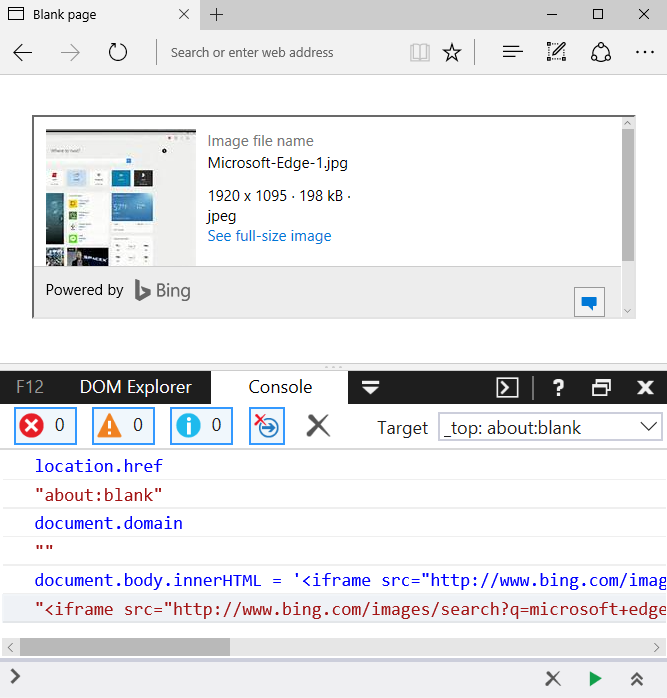 Blank page
Search or enter web address
Image file name
Microsoft-Edge-1.jpg
1920 x 1095 · 198 kB ·
jpeg
See full-size image
Powered by Bing
F12 DOM Explorer Console ?
0 0 0 Target _top: about:blank
location.href
"about:blank"
document.domain
""
document.body.innerHTML = '<iframe src="http://www.bing.com/imag
"<iframe src="http://www.bing.com/images/search?q=microsoft+edge